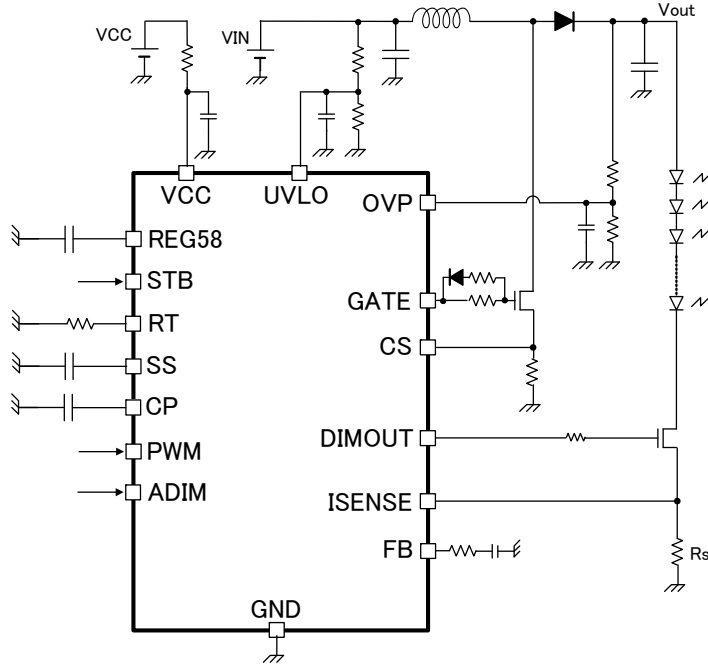 VCC
VIN
Vout
VCC
UVLO
OVP
REG58
STB
GATE
RT
CS
SS
CP
DIMOUT
PWM
ADIM
ISENSE
FB
Rs
GND